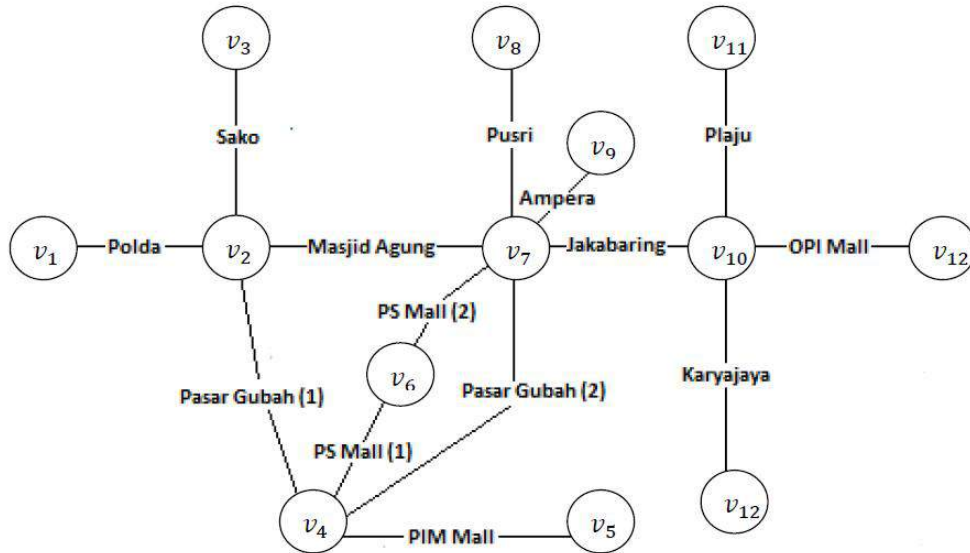 v3
v8
v11
Sako
Pusri
Plaju
v9
Ampera
v1
Polda
v2
Masjid Agung
v7
Jakabaring
v10
OPI Mall
v12
PS Mall (2)
v6
Karyajaya
Pasar Gubah (1)
Pasar Gubah (2)
PS Mall (1)
v12
v4
PIM Mall
v5